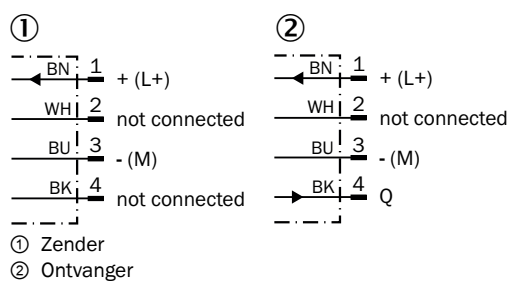 ① ②
BN 1 + (L+)
WH 2 not connected
BU 3 - (M)
BK 4 not connected
BN 1 + (L+)
WH 2 not connected
BU 3 - (M)
BK 4 Q
① Zender
② Ontvanger